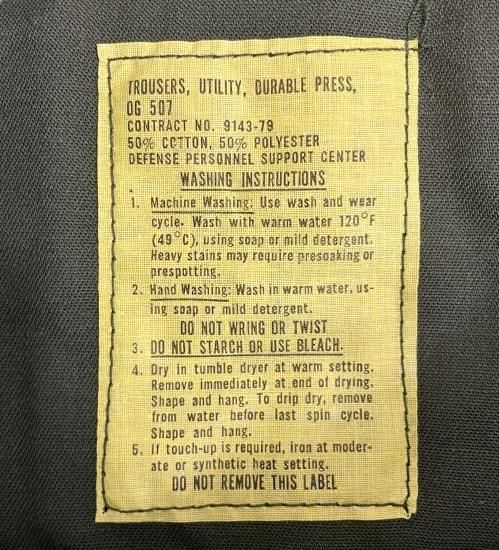 TROUSERS, UTILITY, DURABLE PRESS,
OG 507
CONTRACT NO. 9143-79
50% COTTON, 50% POLYESTER
DEFENSE PERSONNEL SUPPORT CENTER
WASHING INSTRUCTIONS
1. Machine Washing: Use wash and wear
cycle. Wash with warm water 120°F
(49°C), using soap or mild detergent.
Heavy stains may require presoaking or
prespotting.
2. Hand Washing: Wash in warm water, us-
ing soap or mild detergent.
DO NOT WRING OR TWIST
3. DO NOT STARCH OR USE BLEACH.
4. Dry in tumble dryer at warm setting.
Remove immediately at end of drying.
Shape and hang. To drip dry, remove
from water before last spin cycle.
Shape and hang.
5. If touch-up is required, iron at moder-
ate or synthetic heat setting.
DO NOT REMOVE THIS LABEL